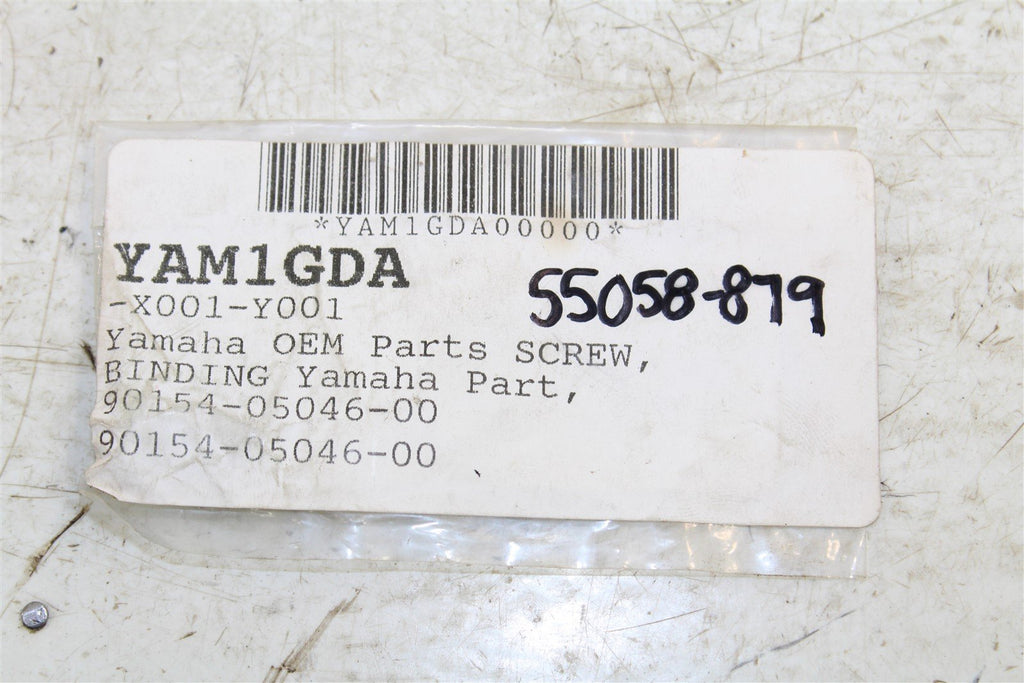 *YAM1GDA00000*
YAM1GDA
-X001-Y001
55058-879
Yamaha OEM Parts SCREW,
BINDING Yamaha Part,
90154-05046-00
90154-05046-00